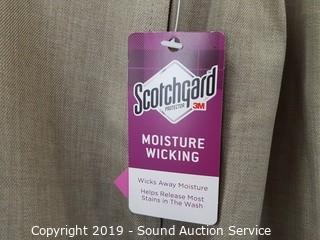 Scotchgard
PROTECTOR 3M
MOISTURE
WICKING
Wicks Away Moisture
Helps Release Most
Stains in The Wash
Copyright 2019 - Sound Auction Service